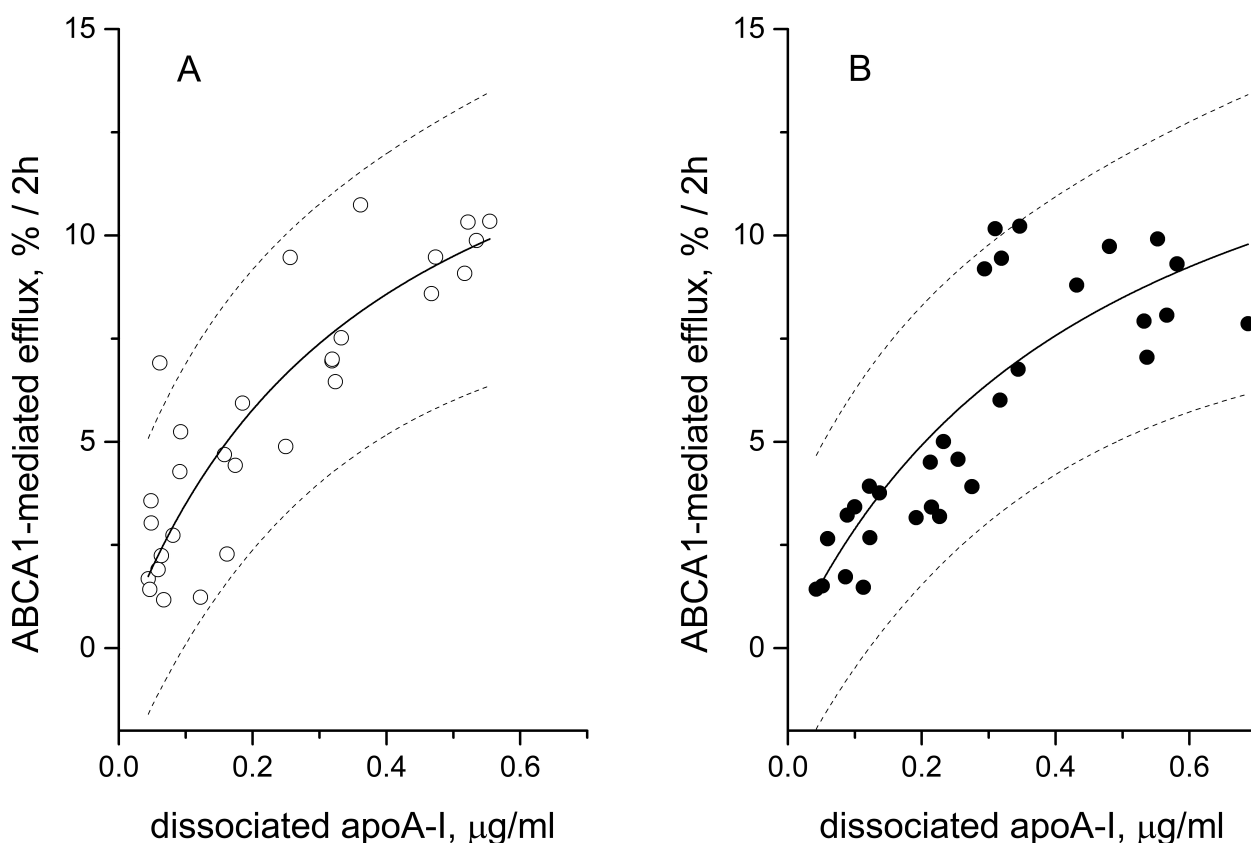 A
ABCA1-mediated efflux, % / 2h
15
10
5
0
0.0 0.2 0.4 0.6
dissociated apoA-I, μg/ml
B
ABCA1-mediated efflux, % / 2h
15
10
5
0
0.0 0.2 0.4 0.6
dissociated apoA-I, μg/ml